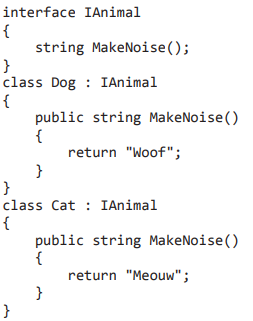 interface IAnimal
{
    string MakeNoise();
}
class Dog : IAnimal
{
    public string MakeNoise()
    {
        return "Woof";
    }
}
class Cat : IAnimal
{
    public string MakeNoise()
    {
        return "Meouw";
    }
}